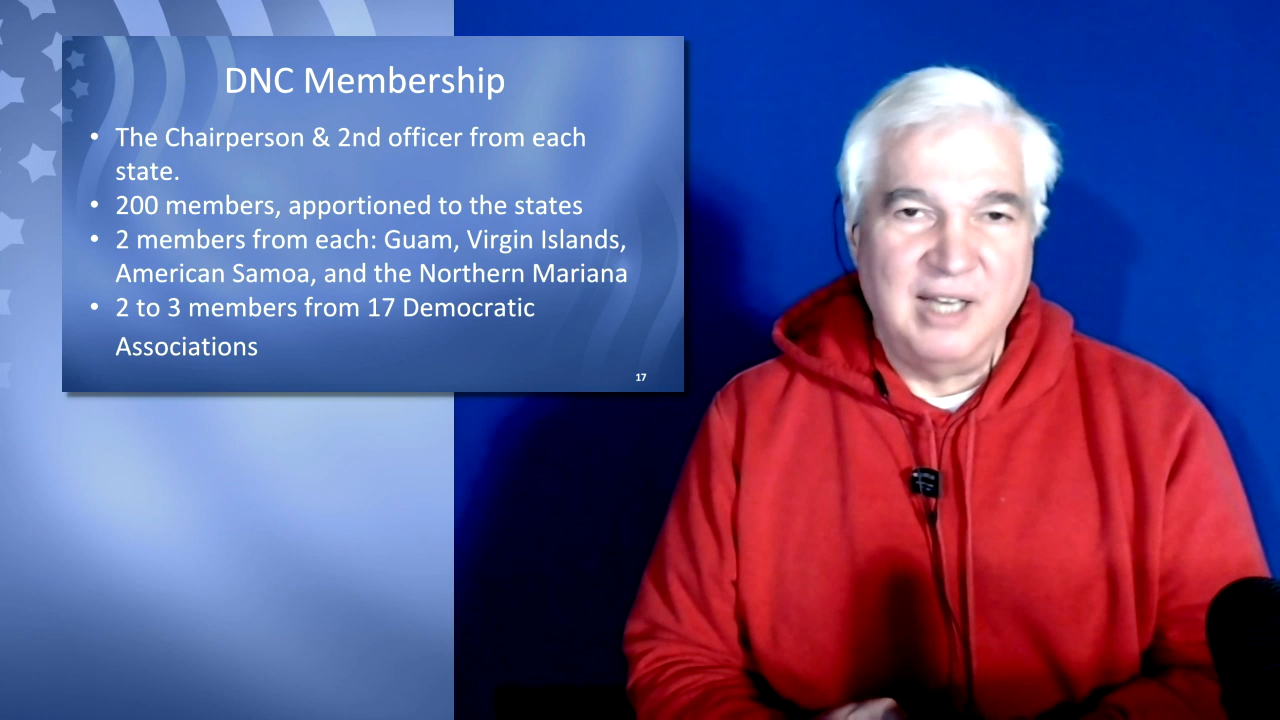 DNC Membership
• The Chairperson & 2nd officer from each
state.
• 200 members, apportioned to the states
• 2 members from each: Guam, Virgin Islands,
American Samoa, and the Northern Mariana
• 2 to 3 members from 17 Democratic
Associations
17